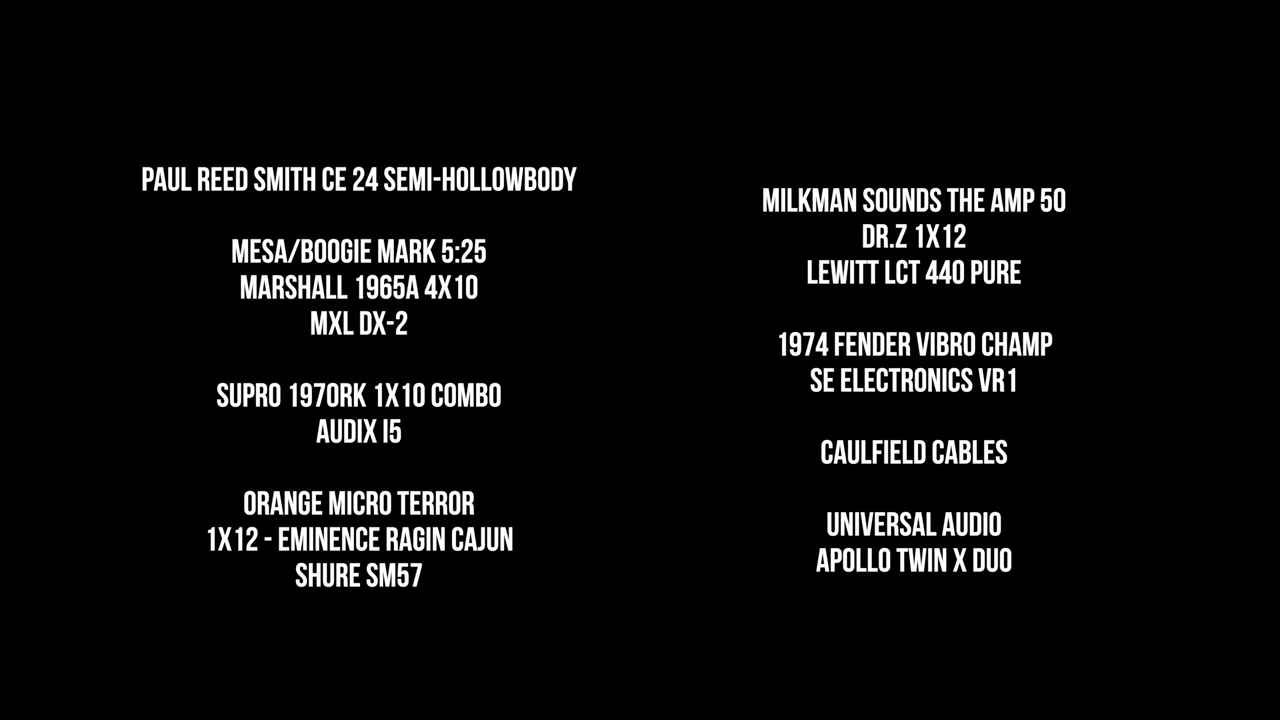 PAUL REED SMITH CE 24 SEMI-HOLLOWBODY
MESA/BOOGIE MARK 5:25
MARSHALL 1965A 4X10
MXL DX-2
SUPRO 1970RK 1X10 COMBO
AUDIX I5
ORANGE MICRO TERROR
1X12 - EMINENCE RAGIN CAJUN
SHURE SM57
MILKMAN SOUNDS THE AMP 50
DR.Z 1X12
LEWITT LCT 440 PURE
1974 FENDER VIBRO CHAMP
SE ELECTRONICS VR1
CAULFIELD CABLES
UNIVERSAL AUDIO
APOLLO TWIN X DUO